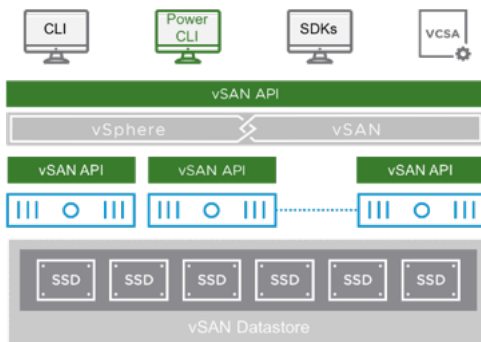 CLI
Power
CLI
SDKs
VCSA
vSAN API
vSphere
vSAN
vSAN API
vSAN API
vSAN API
SSD
SSD
SSD
SSD
SSD
SSD
vSAN Datastore